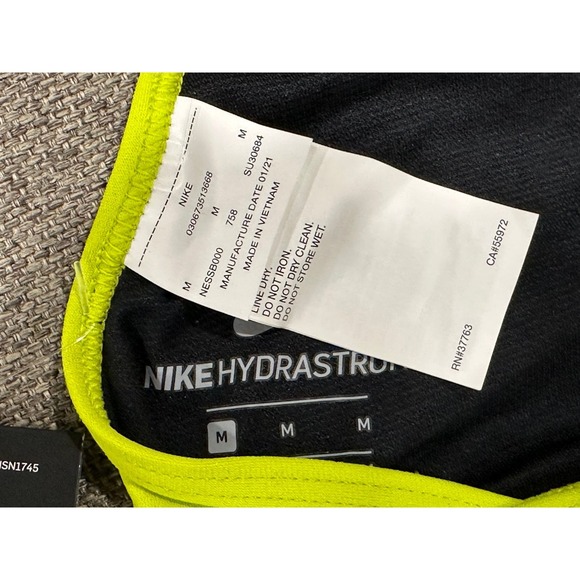 NIKE
030673513668
M
M
M
SU30684
NESSB000
758
MANUFACTURE DATE 01/21
MADE IN VIETNAM
LINE DRY.
DO NOT IRON.
DO NOT DRY CLEAN.
DO NOT STORE WET.
RN#37763
CA#55972
NIKE HYDRASTRO
M M M
SN1745